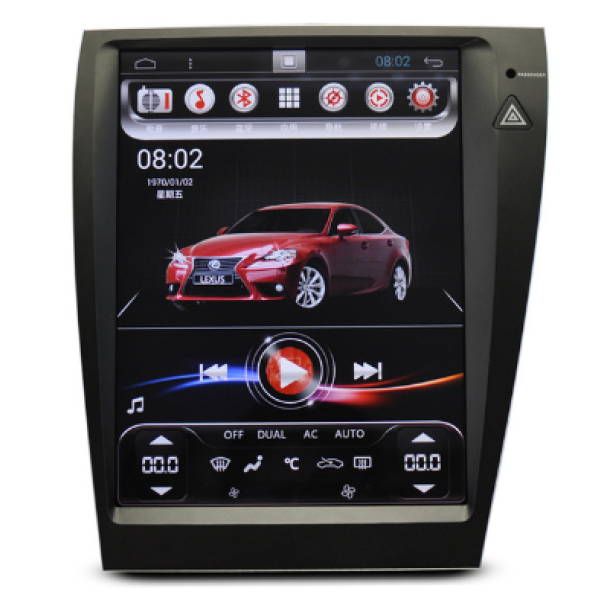 08:02
PASSENGER
08:02
1970/01/02
星期五
LEXUS
OFF DUAL AC AUTO
00.0 °C 00.0